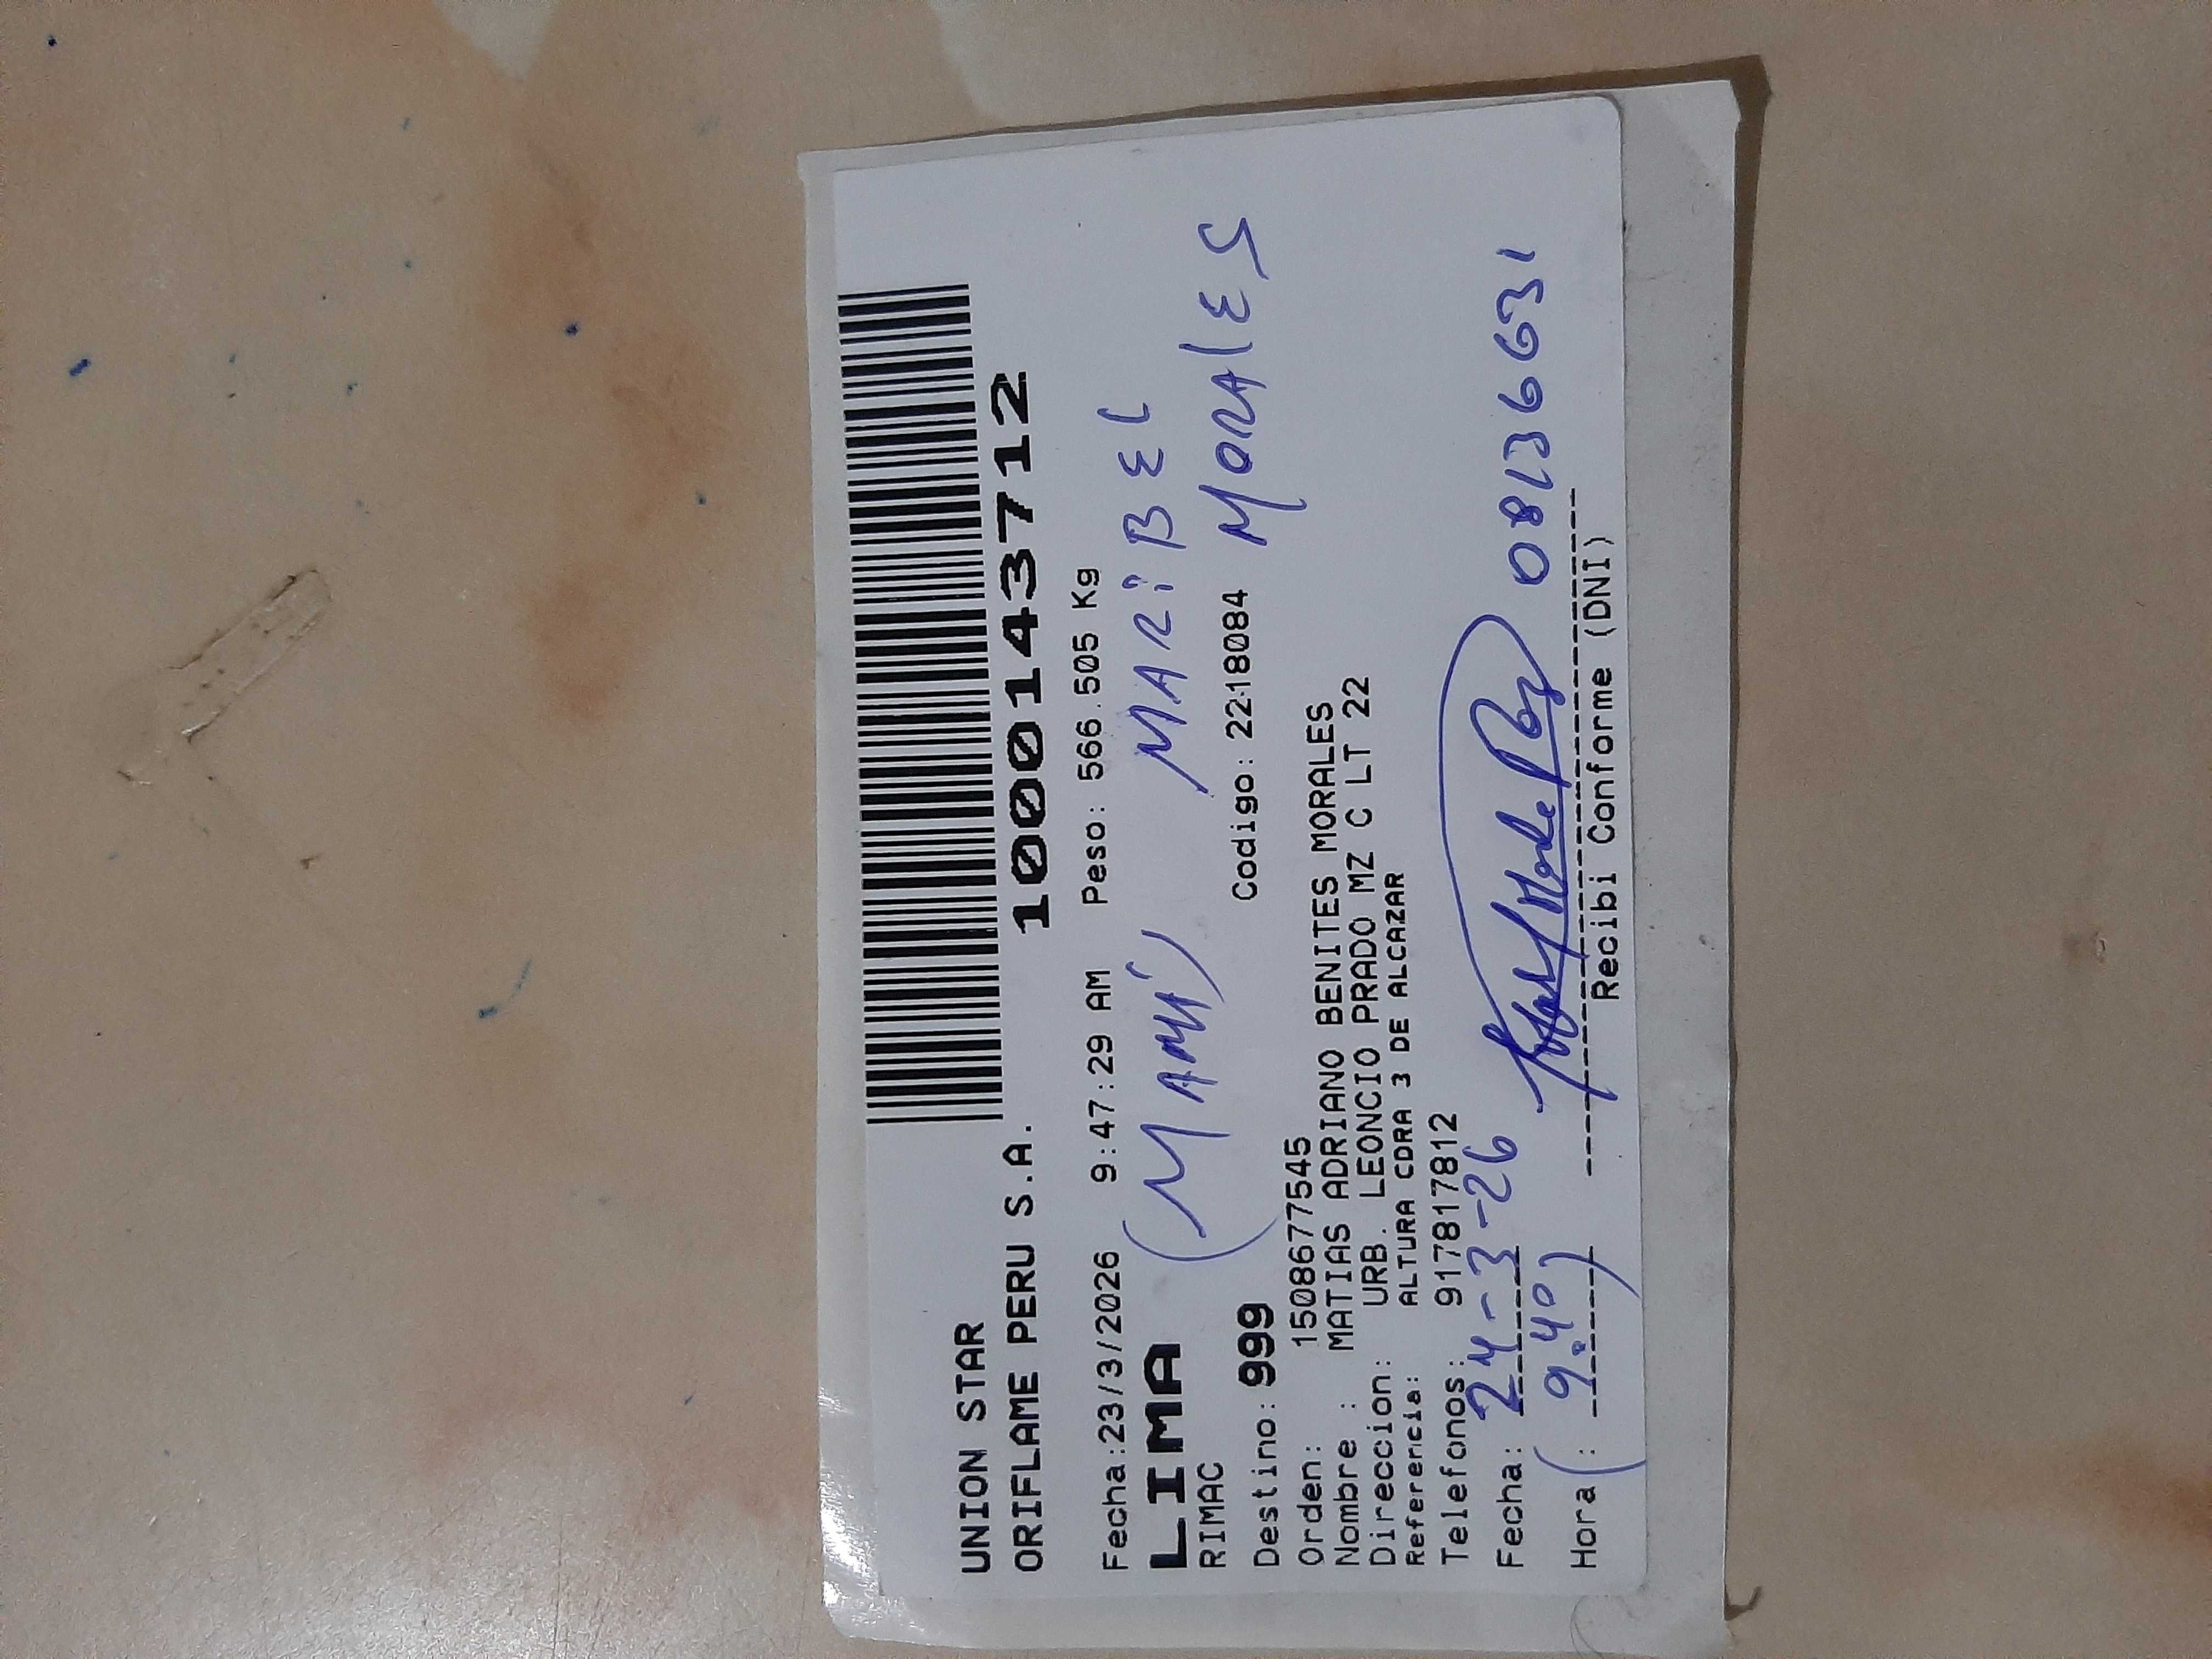 UNION STAR
ORIFLAME PERU S.A.
1000143712
Fecha:23/3/2026 9:47:29 AM Peso: 566.505 Kg
LIMA (MAMÁ) MARIBEL
RIMAC MORALES
Destino: 999 Codigo: 2218084
Orden: 1508677545
Nombre : MATIAS ADRIANO BENITES MORALES
Direccion: URB. LEONCIO PRADO MZ C LT 22
Referencia: ALTURA CDRA 3 DE ALCAZAR
Telefonos: 917817812
Fecha: 24-3-26 08136631
Hora : (9:40)
Recibi Conforme (DNI)